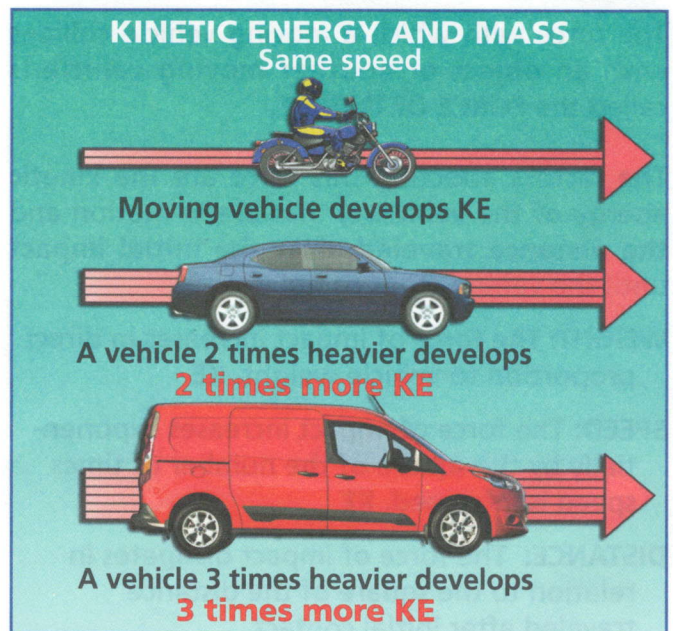 KINETIC ENERGY AND MASS
Same speed
Moving vehicle develops KE
A vehicle 2 times heavier develops
2 times more KE
A vehicle 3 times heavier develops
3 times more KE